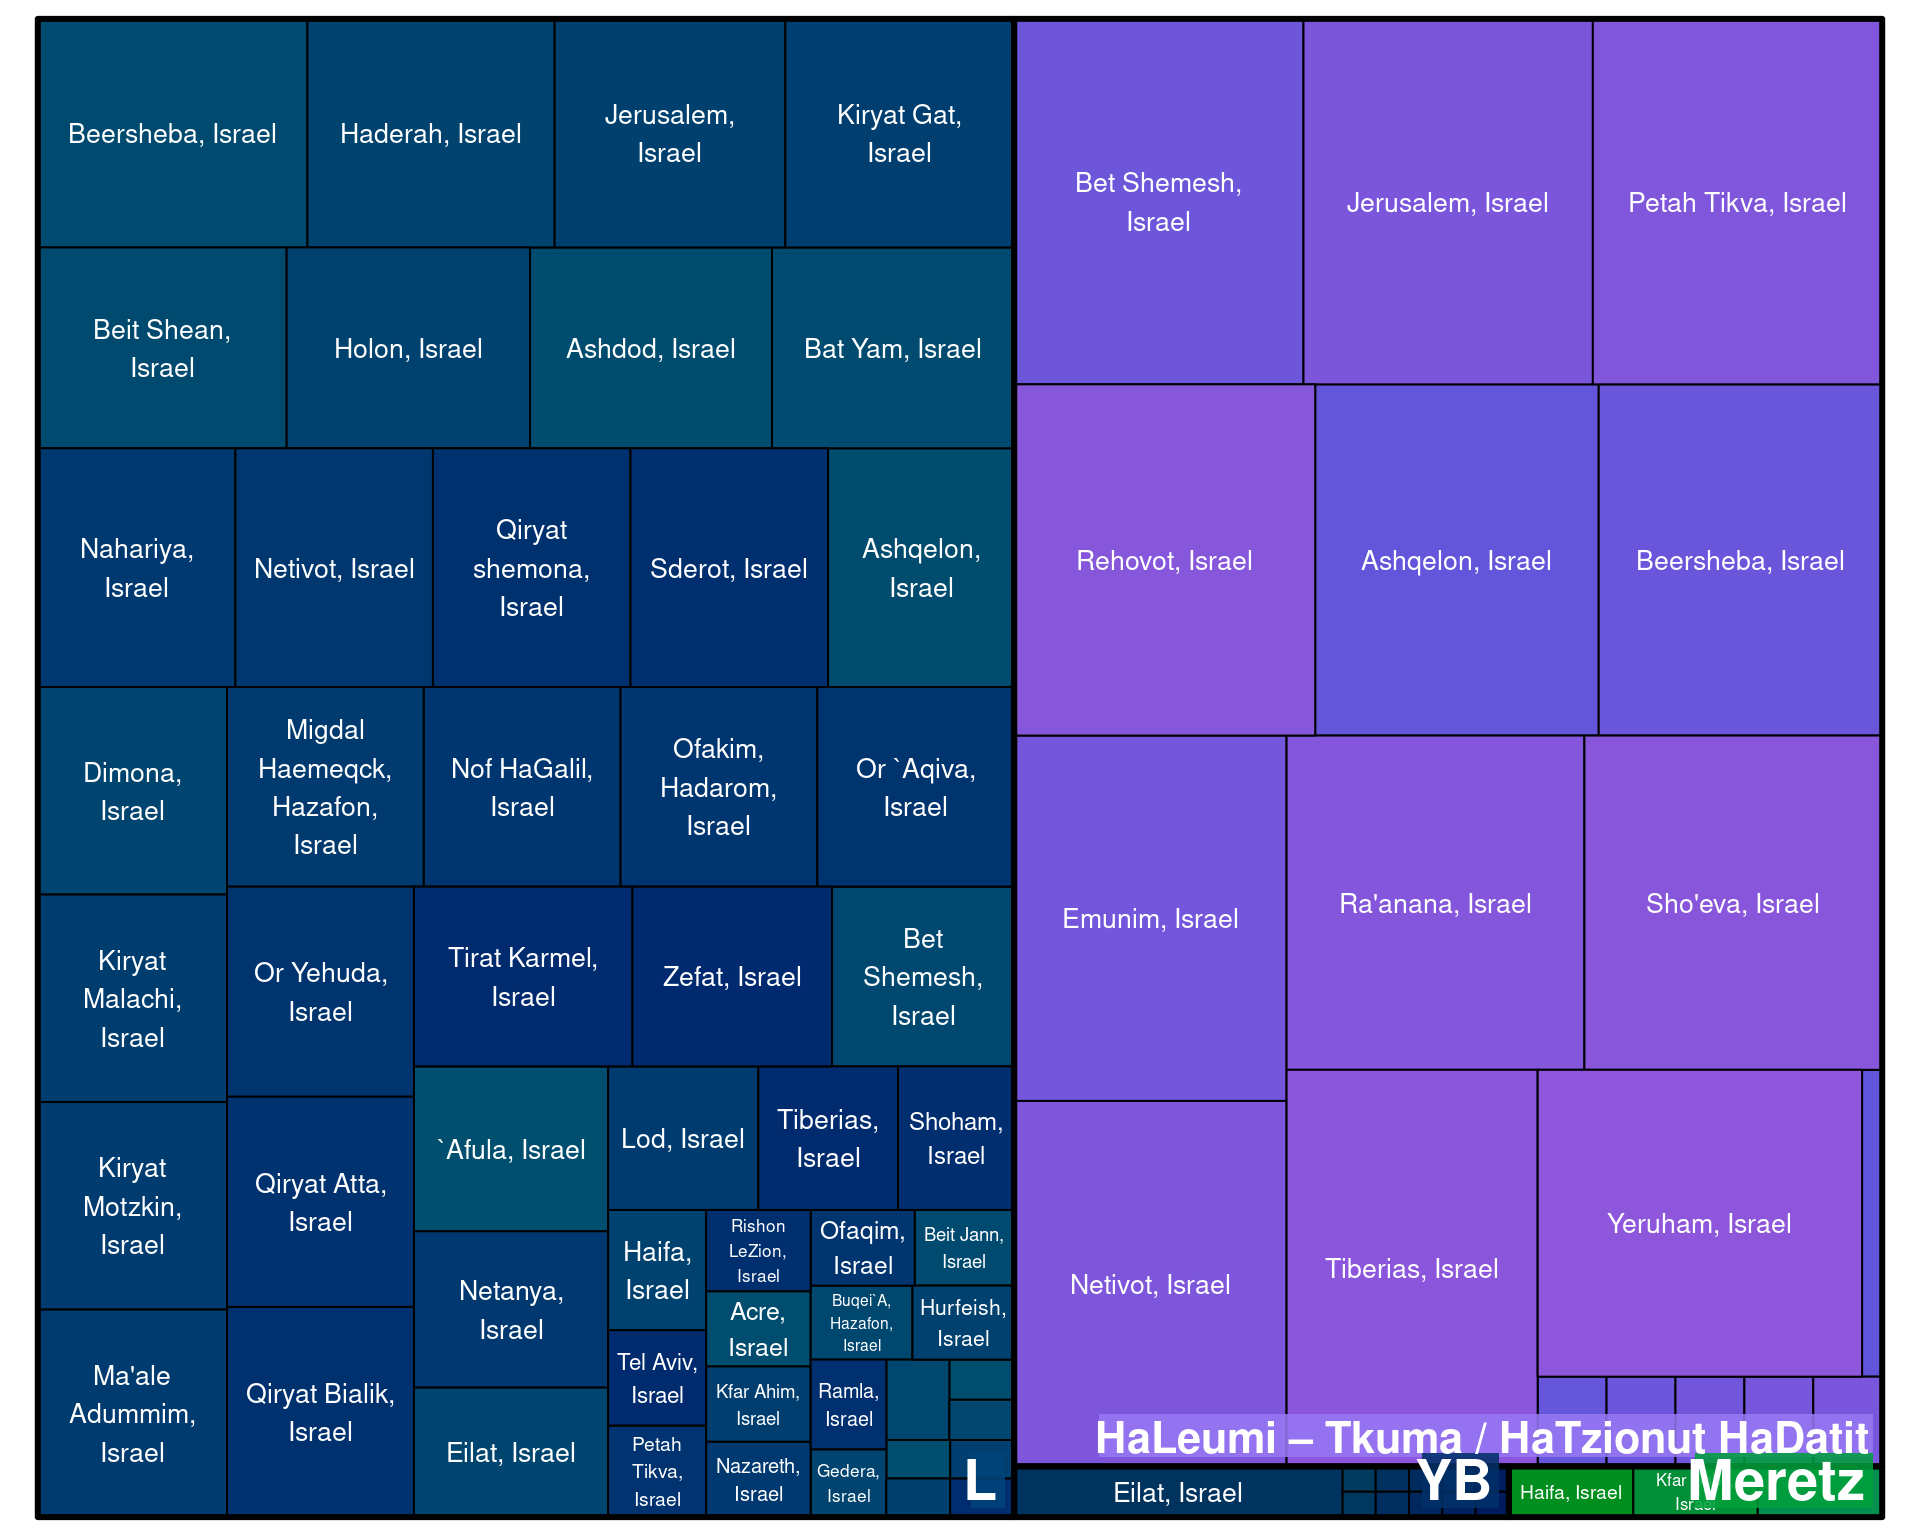 Beersheba, Israel
Haderah, Israel
Jerusalem,
Israel
Kiryat Gat,
Israel
Beit Shean,
Israel
Holon, Israel
Ashdod, Israel
Bat Yam, Israel
Nahariya,
Israel
Netivot, Israel
Qiryat
shemona,
Israel
Sderot, Israel
Ashqelon,
Israel
Dimona,
Israel
Migdal
Haemeqck,
Hazafon,
Israel
Nof HaGalil,
Israel
Ofakim,
Hadarom,
Israel
Or `Aqiva,
Israel
Kiryat
Malachi,
Israel
Or Yehuda,
Israel
Tirat Karmel,
Israel
Zefat, Israel
Bet
Shemesh,
Israel
Kiryat
Motzkin,
Israel
Qiryat Atta,
Israel
`Afula, Israel
Lod, Israel
Tiberias,
Israel
Shoham,
Israel
Ma'ale
Adummim,
Israel
Qiryat Bialik,
Israel
Netanya,
Israel
Eilat, Israel
Haifa,
Israel
Rishon
LeZion,
Israel
Ofaqim,
Israel
Beit Jann,
Israel
Acre,
Israel
Buqei`A,
Hazafon,
Israel
Hurfeish,
Israel
Tel Aviv,
Israel
Kfar Ahim,
Israel
Ramla,
Israel
Petah
Tikva,
Israel
Nazareth,
Israel
Gedera,
Israel
L
Bet Shemesh,
Israel
Jerusalem, Israel
Petah Tikva, Israel
Rehovot, Israel
Ashqelon, Israel
Beersheba, Israel
Emunim, Israel
Ra'anana, Israel
Sho'eva, Israel
Netivot, Israel
Tiberias, Israel
Yeruham, Israel
HaLeumi – Tkuma / HaTzionut HaDatit
Eilat, Israel
YB
Haifa, Israel
Kfar
Israel
Meretz